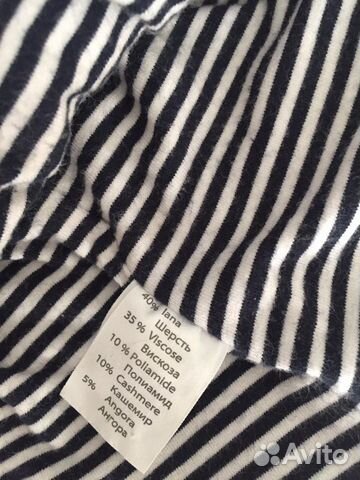 40% lana
Шерсть
35% Viscose
Вискоза
10% Poliamide
Полиамид
10% Cashmere
Кашемир
5% Angora
Ангора
Avito